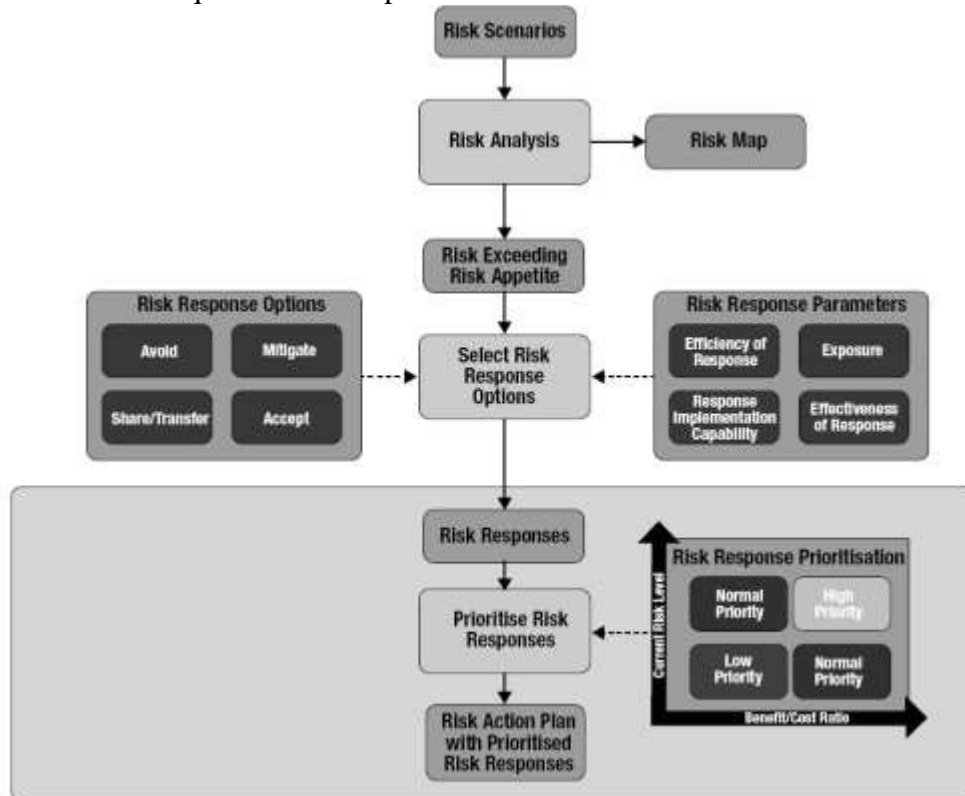 Risk Scenarios
Risk Analysis
Risk Map
Risk Exceeding
Risk Appetite
Risk Response Options
Avoid
Mitigate
Share/Transfer
Accept
Select Risk
Response
Options
Risk Response Parameters
Efficiency of
Response
Exposure
Response
Implementation
Capability
Effectiveness
of Response
Risk Responses
Prioritise Risk
Responses
Risk Action Plan
with Prioritised
Risk Responses
Risk Response Prioritisation
Current Risk Level
Normal
Priority
High
Priority
Low
Priority
Normal
Priority
Benefit/Cost Ratio